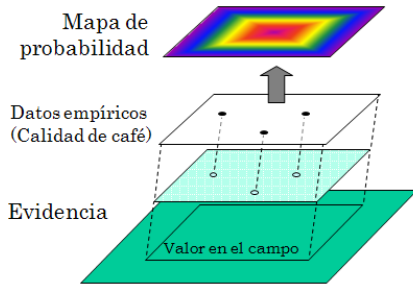 Mapa de
probabilidad
Datos empíricos
(Calidad de café)
Evidencia
Valor en el campo